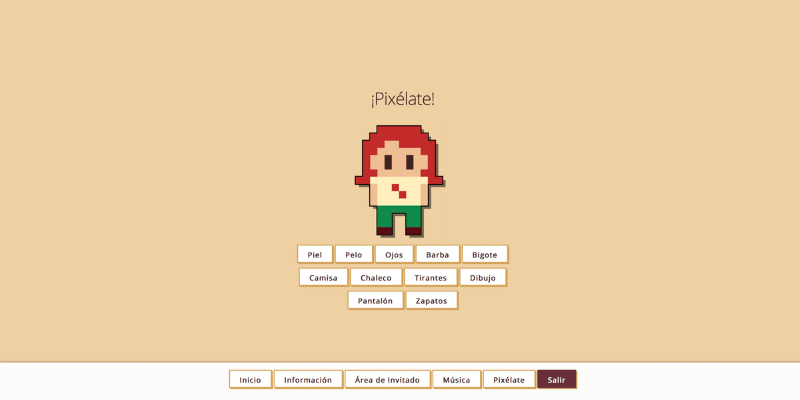 ¡Pixélate!
Piel Pelo Ojos Barba Bigote
Camisa Chaleco Tirantes Dibujo
Pantalón Zapatos
Inicio Información Área de Invitado Música Pixélate Salir